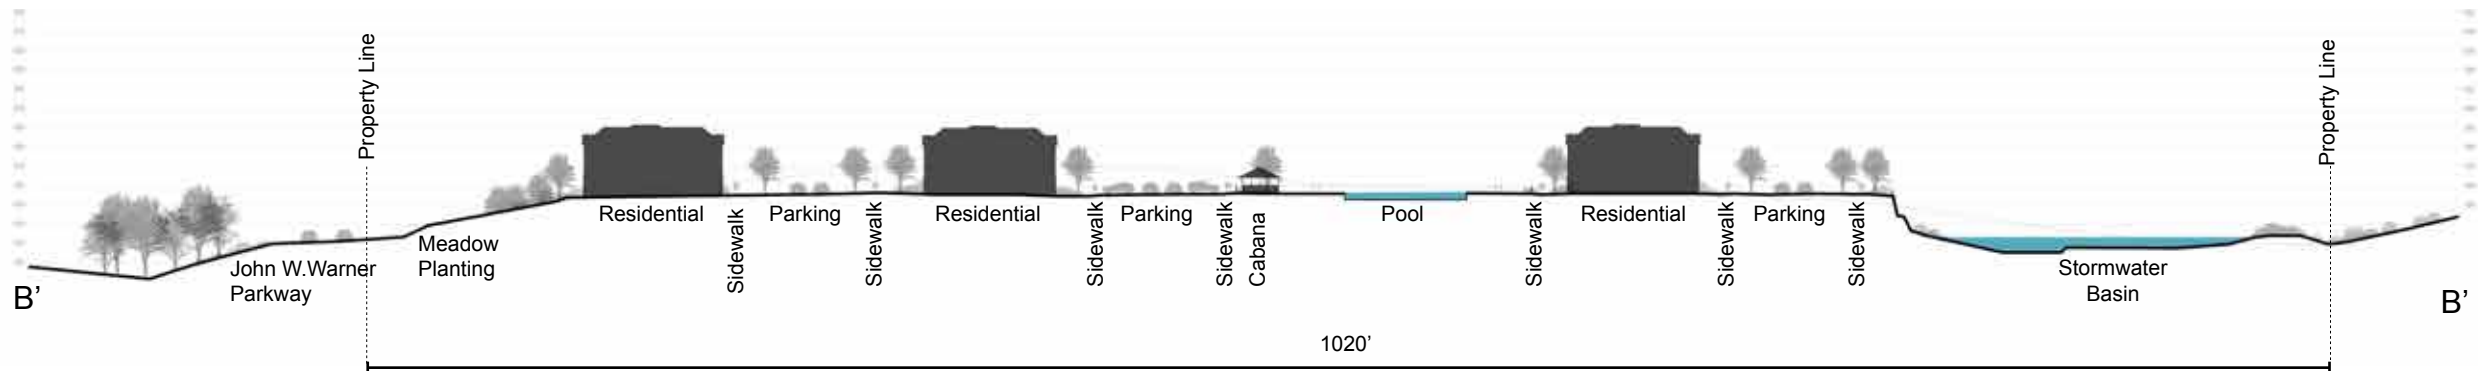 Property Line
Property Line
Residential
Parking
Residential
Parking
Pool
Residential
Parking
Sidewalk
Sidewalk
Sidewalk
Sidewalk
Cabana
Sidewalk
Sidewalk
Sidewalk
Meadow
Planting
John W.Warner
Parkway
Stormwater
Basin
B’
B’
1020’